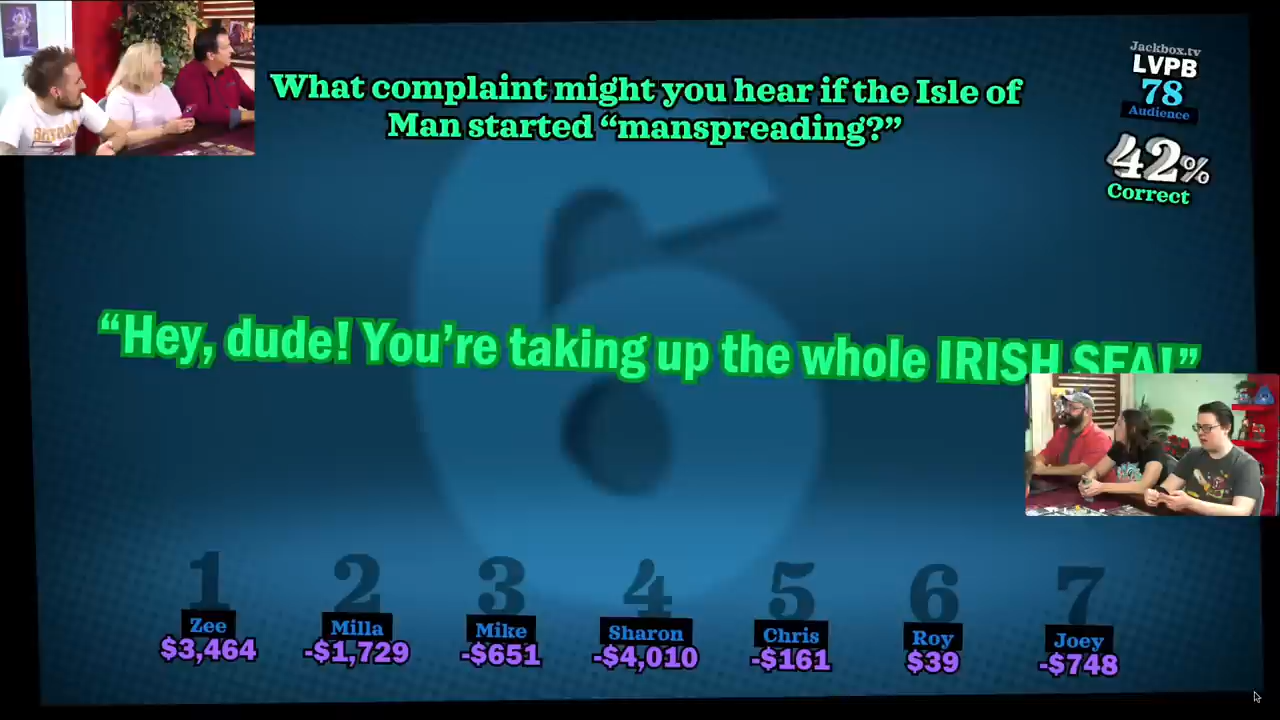 What complaint might you hear if the Isle of
Man started “manspreading?”
Jackbox.tv
LVPB
78
Audience
42%
Correct
6
“Hey, dude! You’re taking up the whole IRISH SEA!”
1 2 3 4 5 6 7
Zee Milla Mike Sharon Chris Roy Joey
$3,464 -$1,729 -$651 -$4,010 -$161 $39 -$748